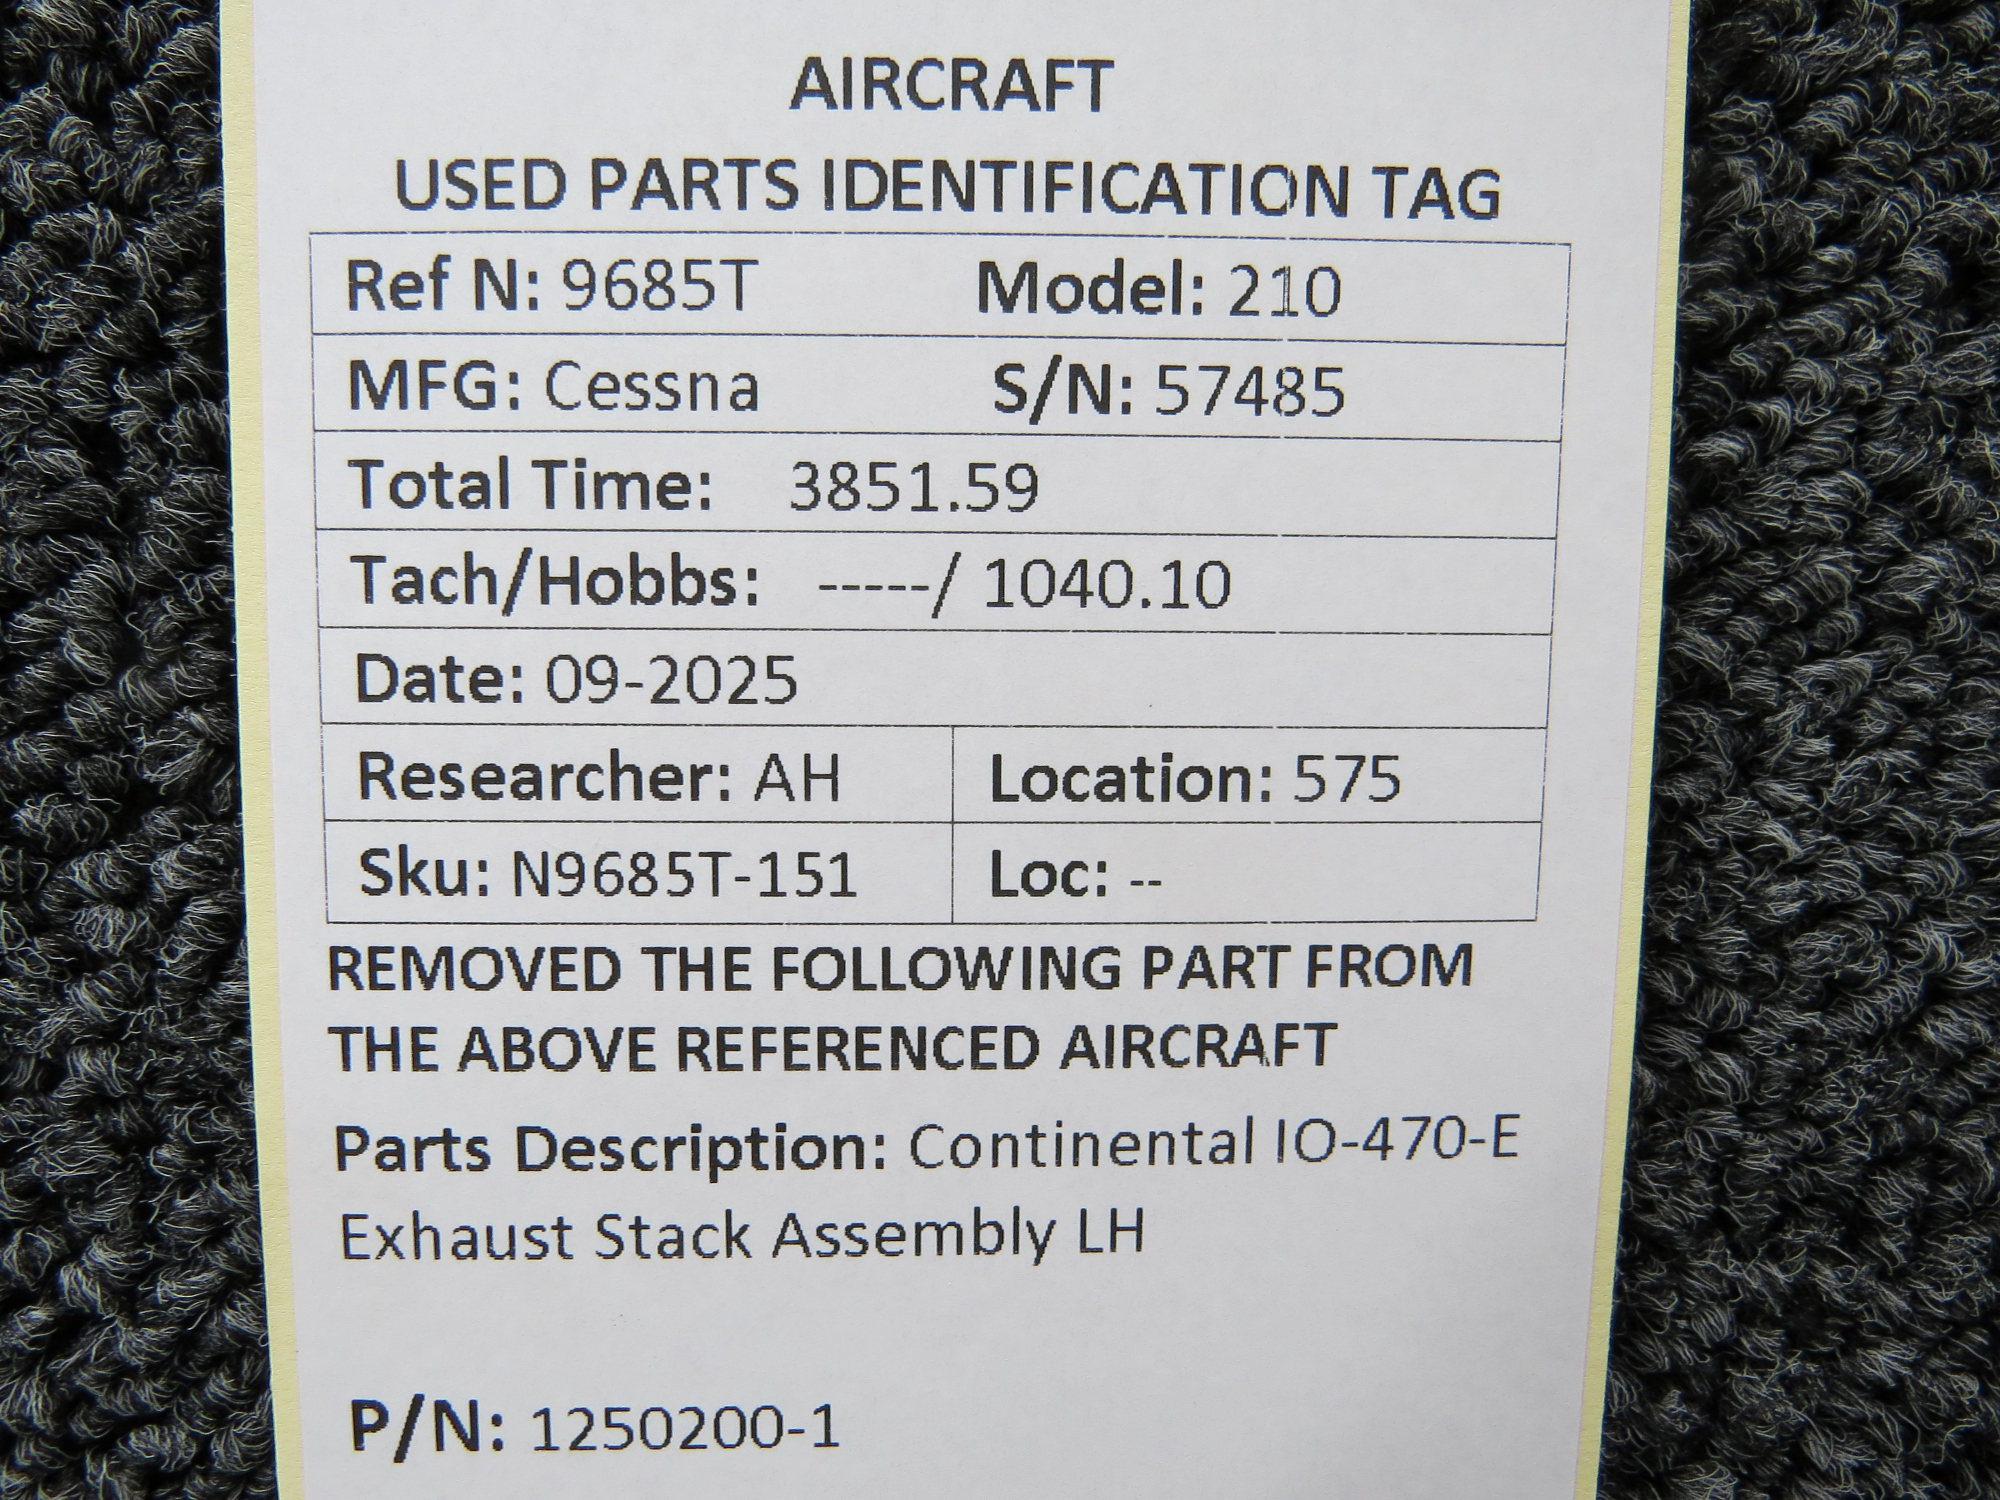 AIRCRAFT
USED PARTS IDENTIFICATION TAG
Ref N: 9685T Model: 210
MFG: Cessna S/N: 57485
Total Time: 3851.59
Tach/Hobbs: -----/ 1040.10
Date: 09-2025
Researcher: AH Location: 575
Sku: N9685T-151 Loc: --
REMOVED THE FOLLOWING PART FROM
THE ABOVE REFERENCED AIRCRAFT
Parts Description: Continental IO-470-E
Exhaust Stack Assembly LH
P/N: 1250200-1